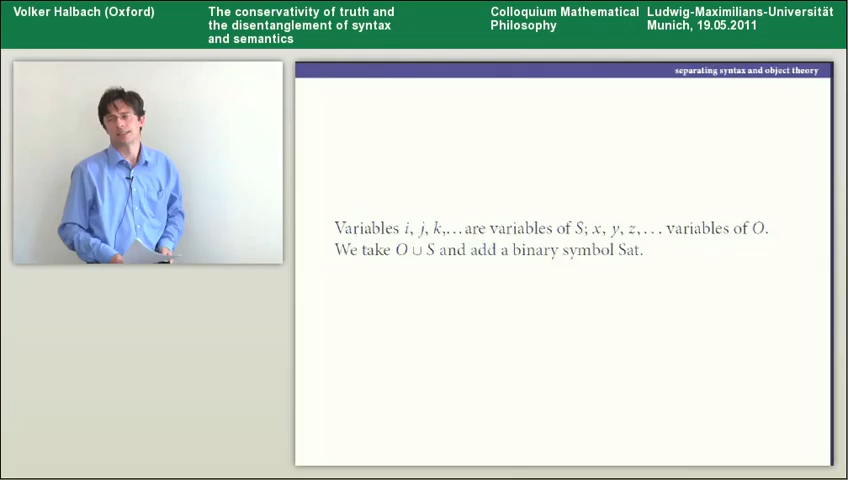 Volker Halbach (Oxford)
The conservativity of truth and
the disentanglement of syntax
and semantics
Colloquium Mathematical
Philosophy
Ludwig-Maximilians-Universität
Munich, 19.05.2011
separating syntax and object theory
Variables i, j, k,… are variables of S; x, y, z,… variables of O.
We take O ∪ S and add a binary symbol Sat.